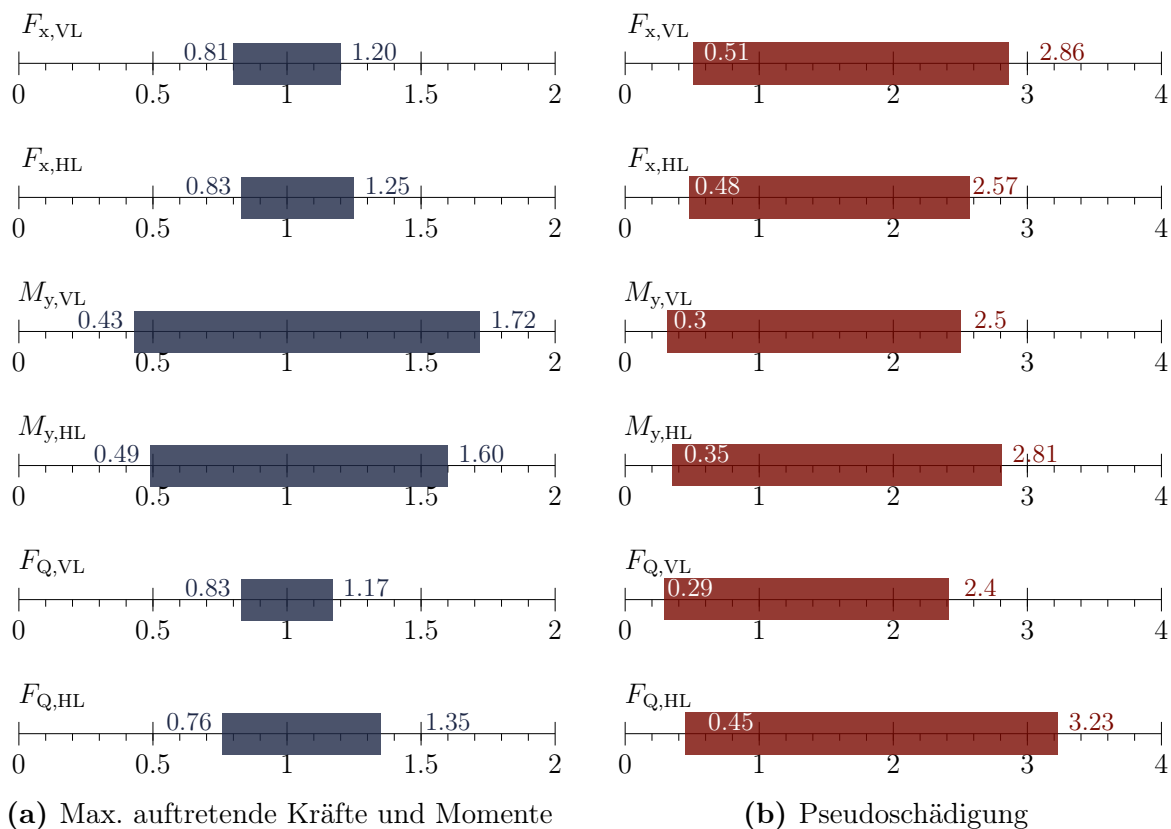 F_x,VL
0.81 1.20
0 0.5 1 1.5 2
F_x,HL
0.83 1.25
0 0.5 1 1.5 2
M_y,VL
0.43 1.72
0 0.5 1 1.5 2
M_y,HL
0.49 1.60
0 0.5 1 1.5 2
F_Q,VL
0.83 1.17
0 0.5 1 1.5 2
F_Q,HL
0.76 1.35
0 0.5 1 1.5 2
(a) Max. auftretende Kräfte und Momente
F_x,VL
0.51 2.86
0 1 2 3 4
F_x,HL
0.48 2.57
0 1 2 3 4
M_y,VL
0.3 2.5
0 1 2 3 4
M_y,HL
0.35 2.81
0 1 2 3 4
F_Q,VL
0.29 2.4
0 1 2 3 4
F_Q,HL
0.45 3.23
0 1 2 3 4
(b) Pseudoschädigung